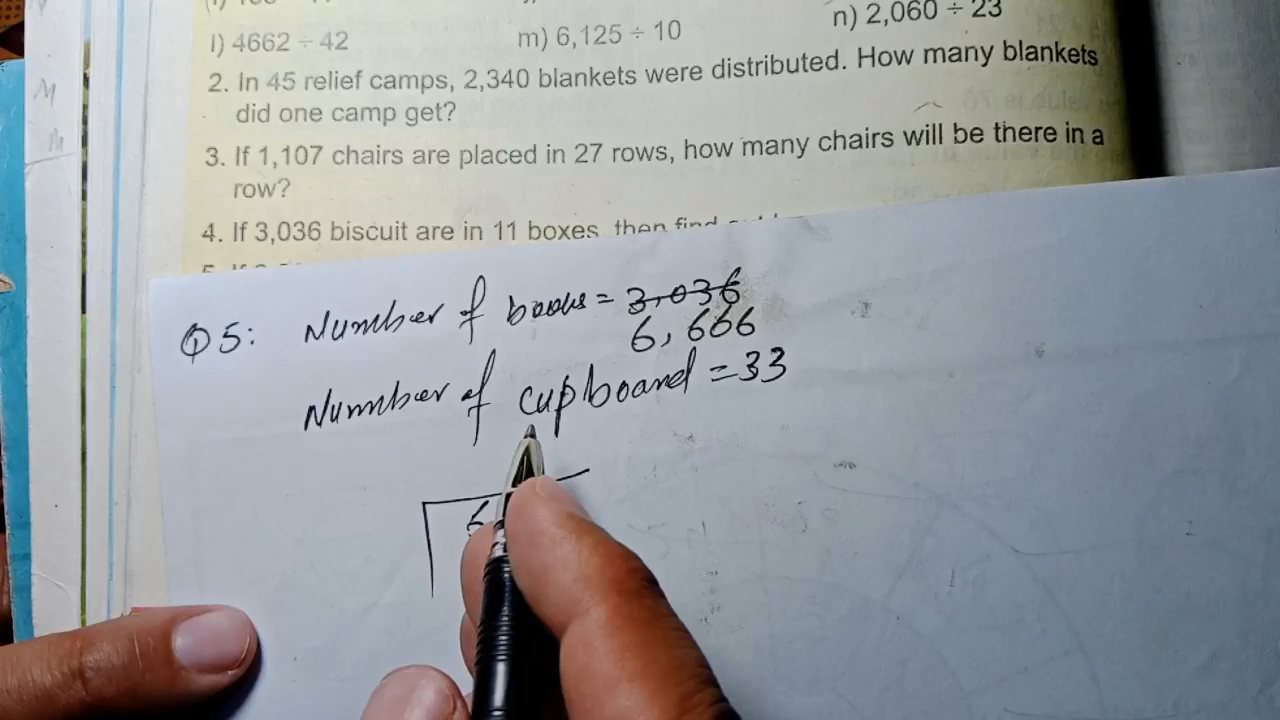 l) 4662 ÷ 42 m) 6,125 ÷ 10 n) 2,060 ÷ 23
2. In 45 relief camps, 2,340 blankets were distributed. How many blankets
did one camp get?
3. If 1,107 chairs are placed in 27 rows, how many chairs will be there in a
row?
4. If 3,036 biscuit are in 11 boxes, then find
Q5: Number of books = 3,036
6,666
Number of cupboard = 33
6